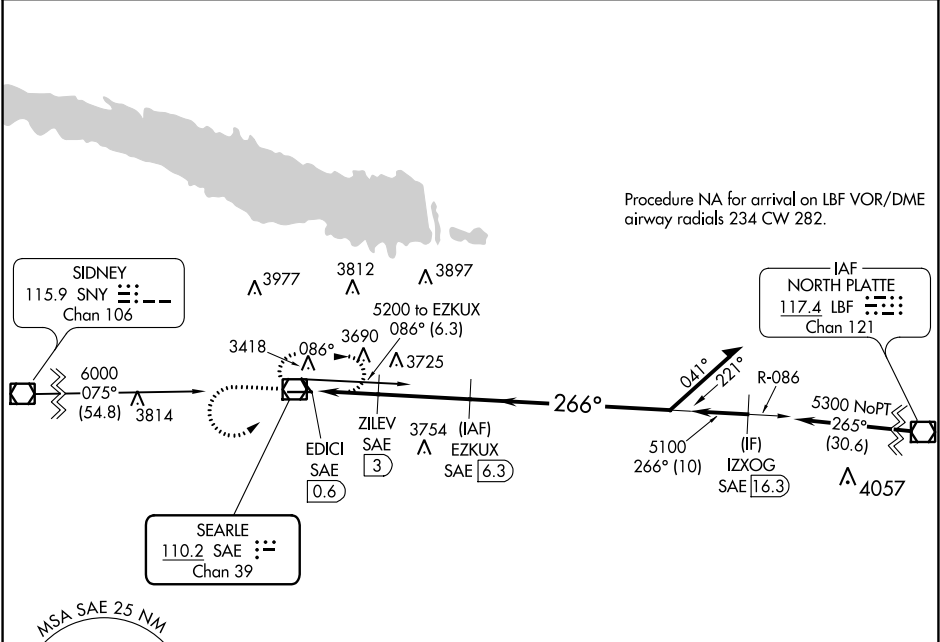 Procedure NA for arrival on LBF VOR/DME
airway radials 234 CW 282.
SIDNEY
115.9 SNY
Chan 106
3977
3812
3897
IAF
NORTH PLATTE
117.4 LBF
Chan 121
5200 to EZKUX
086° (6.3)
3418
086°
3690
3725
6000
075°
(54.8)
3814
041°
221°
R-086
5300 NoPT
265°
(30.6)
266°
EDICI
SAE
0.6
ZILEV
SAE
3
3754
(IAF)
EZKUX
SAE 6.3
5100
266° (10)
(IF)
IZXOG
SAE 16.3
4057
SEARLE
110.2 SAE
Chan 39
MSA SAE 25 NM